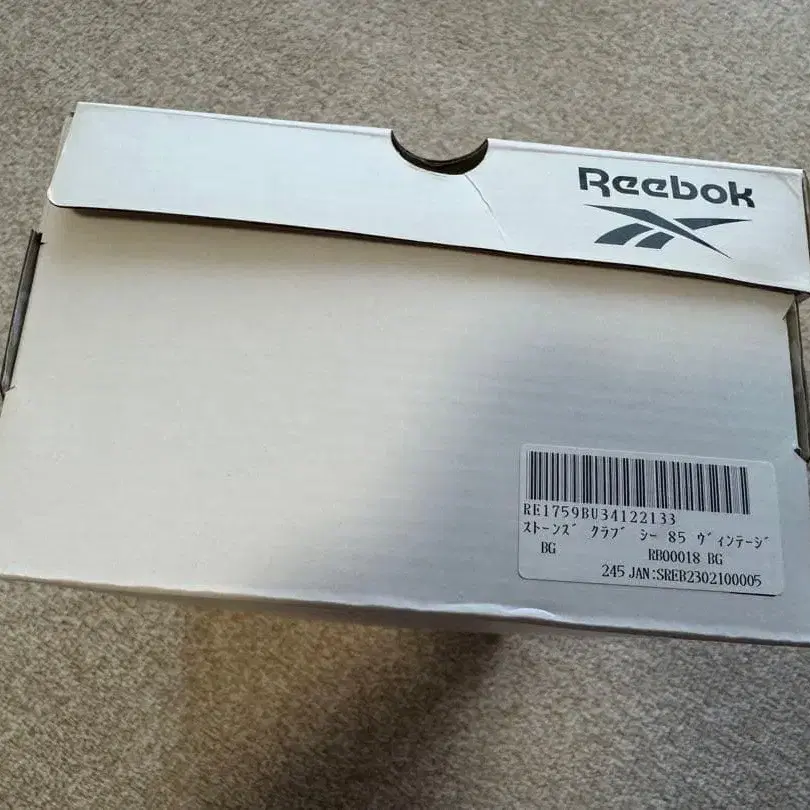 Reebok
RE1759BU34122133
ｽﾄｰﾝｽﾞ ｸﾗﾌﾞ ｼｰ 85 ｳﾞｨﾝﾃｰｼﾞ
BG RB00018 BG
245 JAN:SREB2302100005